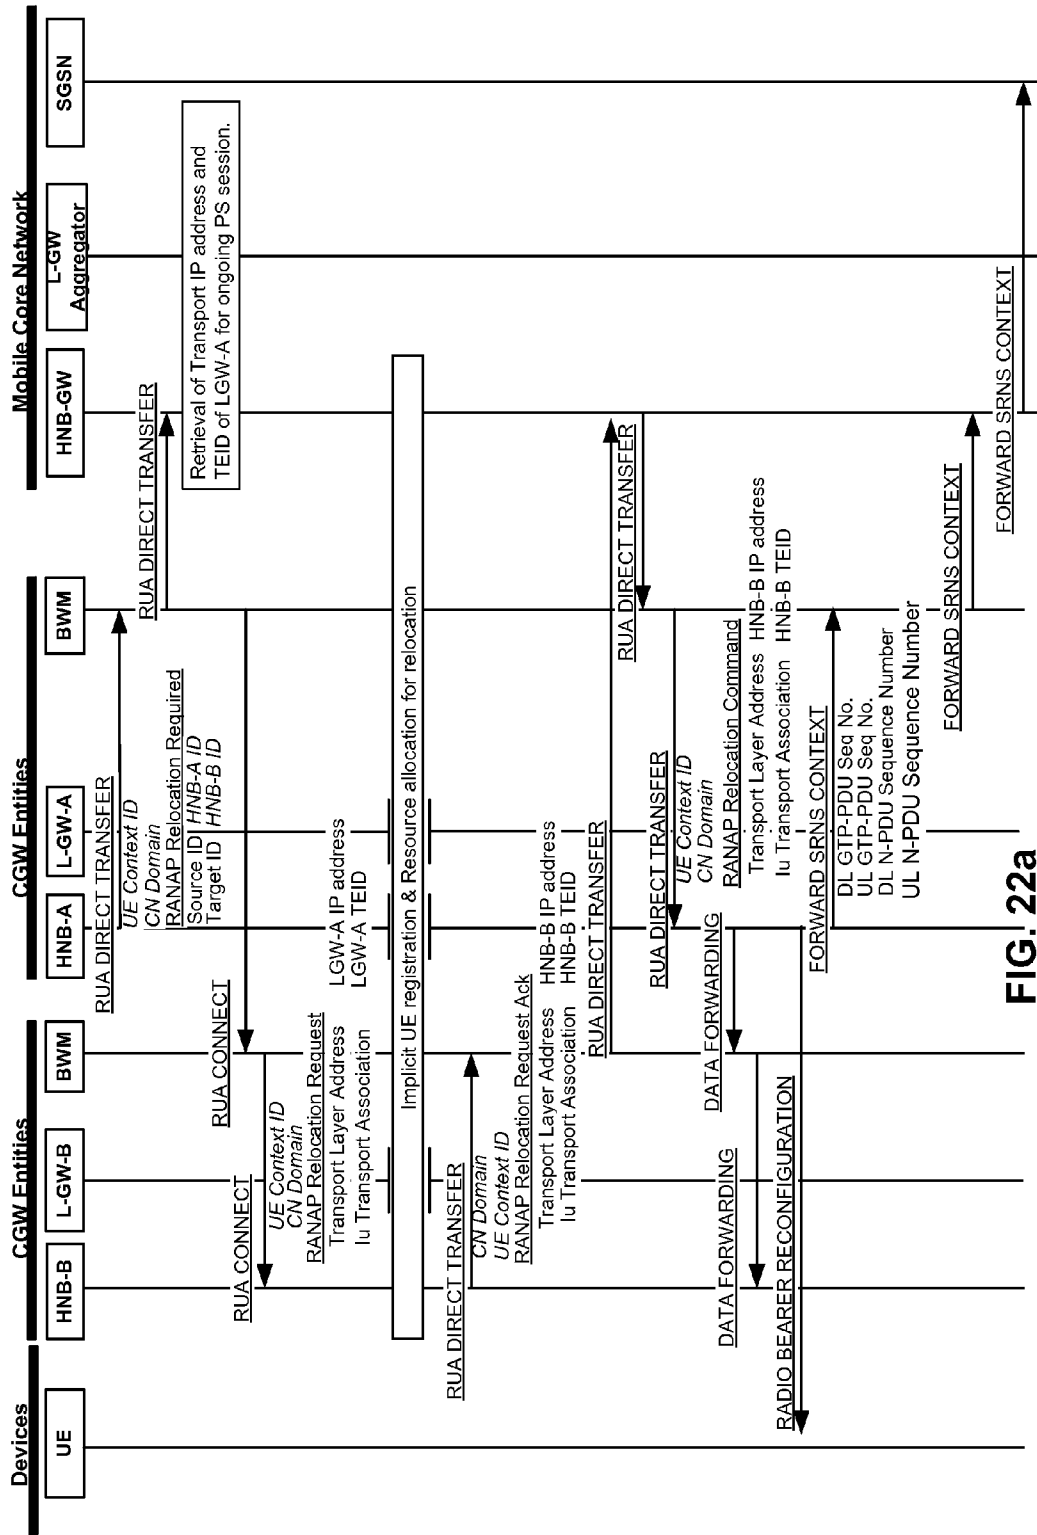 Devices
CGW Entities
CGW Entities
Mobile Core Network
UE
HNB-B
L-GW-B
BWM
HNB-A
L-GW-A
BWM
HNB-GW
L-GW
Aggregator
SGSN
RUA DIRECT TRANSFER
UE Context ID
CN Domain
RANAP Relocation Required
Source ID HNB-A ID
Target ID HNB-B ID
RUA DIRECT TRANSFER
Retrieval of Transport IP address and
TEID of LGW-A for ongoing PS session.
RUA CONNECT
RUA CONNECT
UE Context ID
CN Domain
RANAP Relocation Request
Transport Layer Address LGW-A IP address
Iu Transport Association LGW-A TEID
Implicit UE registration & Resource allocation for relocation
RUA DIRECT TRANSFER
CN Domain
UE Context ID
RANAP Relocation Request Ack
Transport Layer Address HNB-B IP address
Iu Transport Association HNB-B TEID
RUA DIRECT TRANSFER
RUA DIRECT TRANSFER
RUA DIRECT TRANSFER
UE Context ID
CN Domain
RANAP Relocation Command
Transport Layer Address HNB-B IP address
Iu Transport Association HNB-B TEID
DATA FORWARDING
DATA FORWARDING
RADIO BEARER RECONFIGURATION
FORWARD SRNS CONTEXT
DL GTP-PDU Seq No.
UL GTP-PDU Seq No.
DL N-PDU Sequence Number
UL N-PDU Sequence Number
FORWARD SRNS CONTEXT
FORWARD SRNS CONTEXT
FIG. 22a